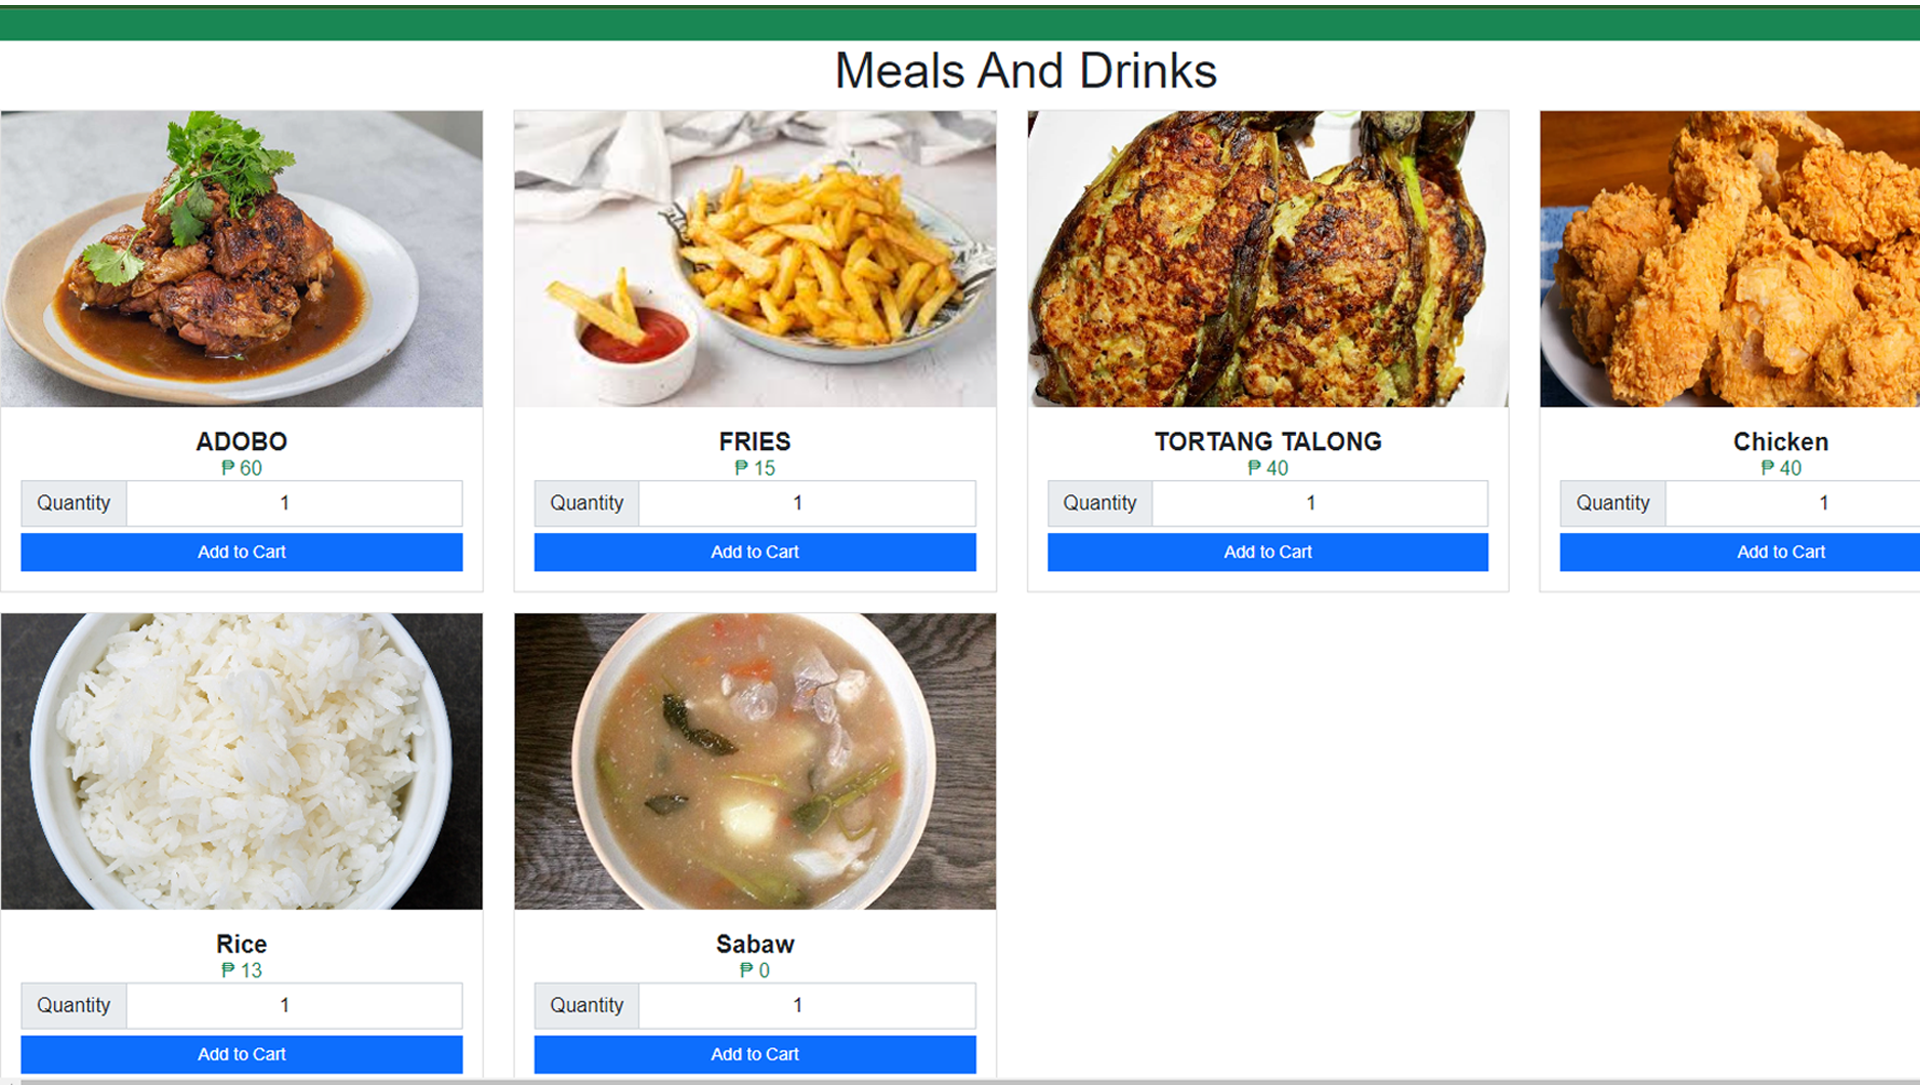 Meals And Drinks
ADOBO
₱ 60
Quantity 1
Add to Cart
FRIES
₱ 15
Quantity 1
Add to Cart
TORTANG TALONG
₱ 40
Quantity 1
Add to Cart
Chicken
₱ 40
Quantity 1
Add to Cart
Rice
₱ 13
Quantity 1
Add to Cart
Sabaw
₱ 0
Quantity 1
Add to Cart